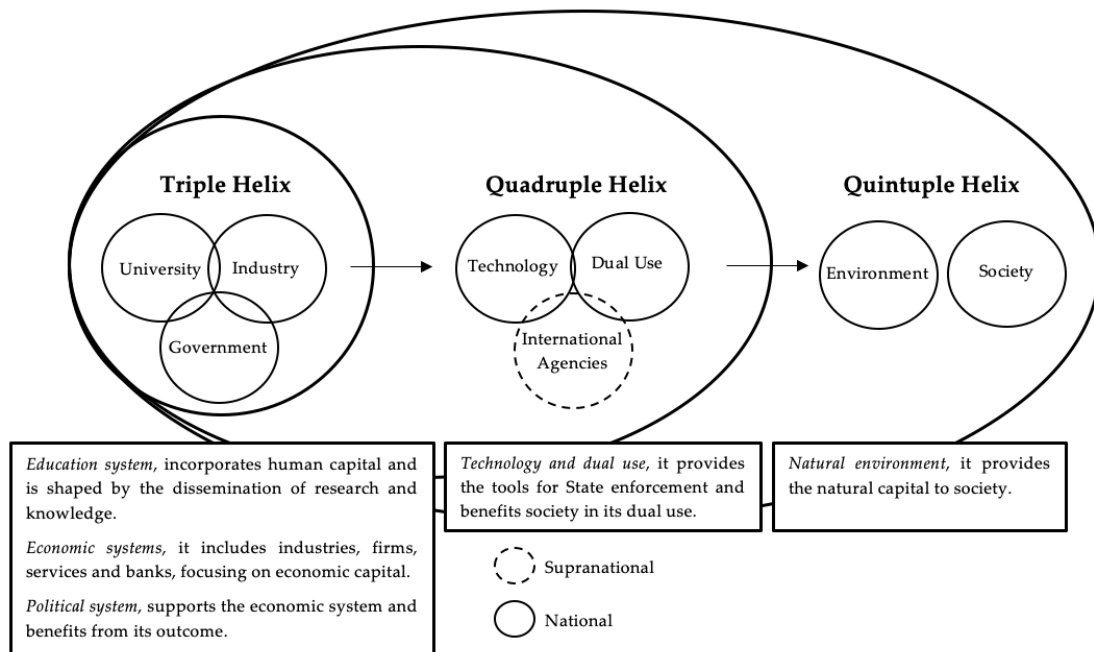 Triple Helix
University
Industry
Government
Quadruple Helix
Technology
Dual Use
International
Agencies
Quintuple Helix
Environment
Society
Education system, incorporates human capital and
is shaped by the dissemination of research and
knowledge.
Economic systems, it includes industries, firms,
services and banks, focusing on economic capital.
Political system, supports the economic system and
benefits from its outcome.
Technology and dual use, it provides
the tools for State enforcement and
benefits society in its dual use.
Natural environment, it provides
the natural capital to society.
Supranational
National